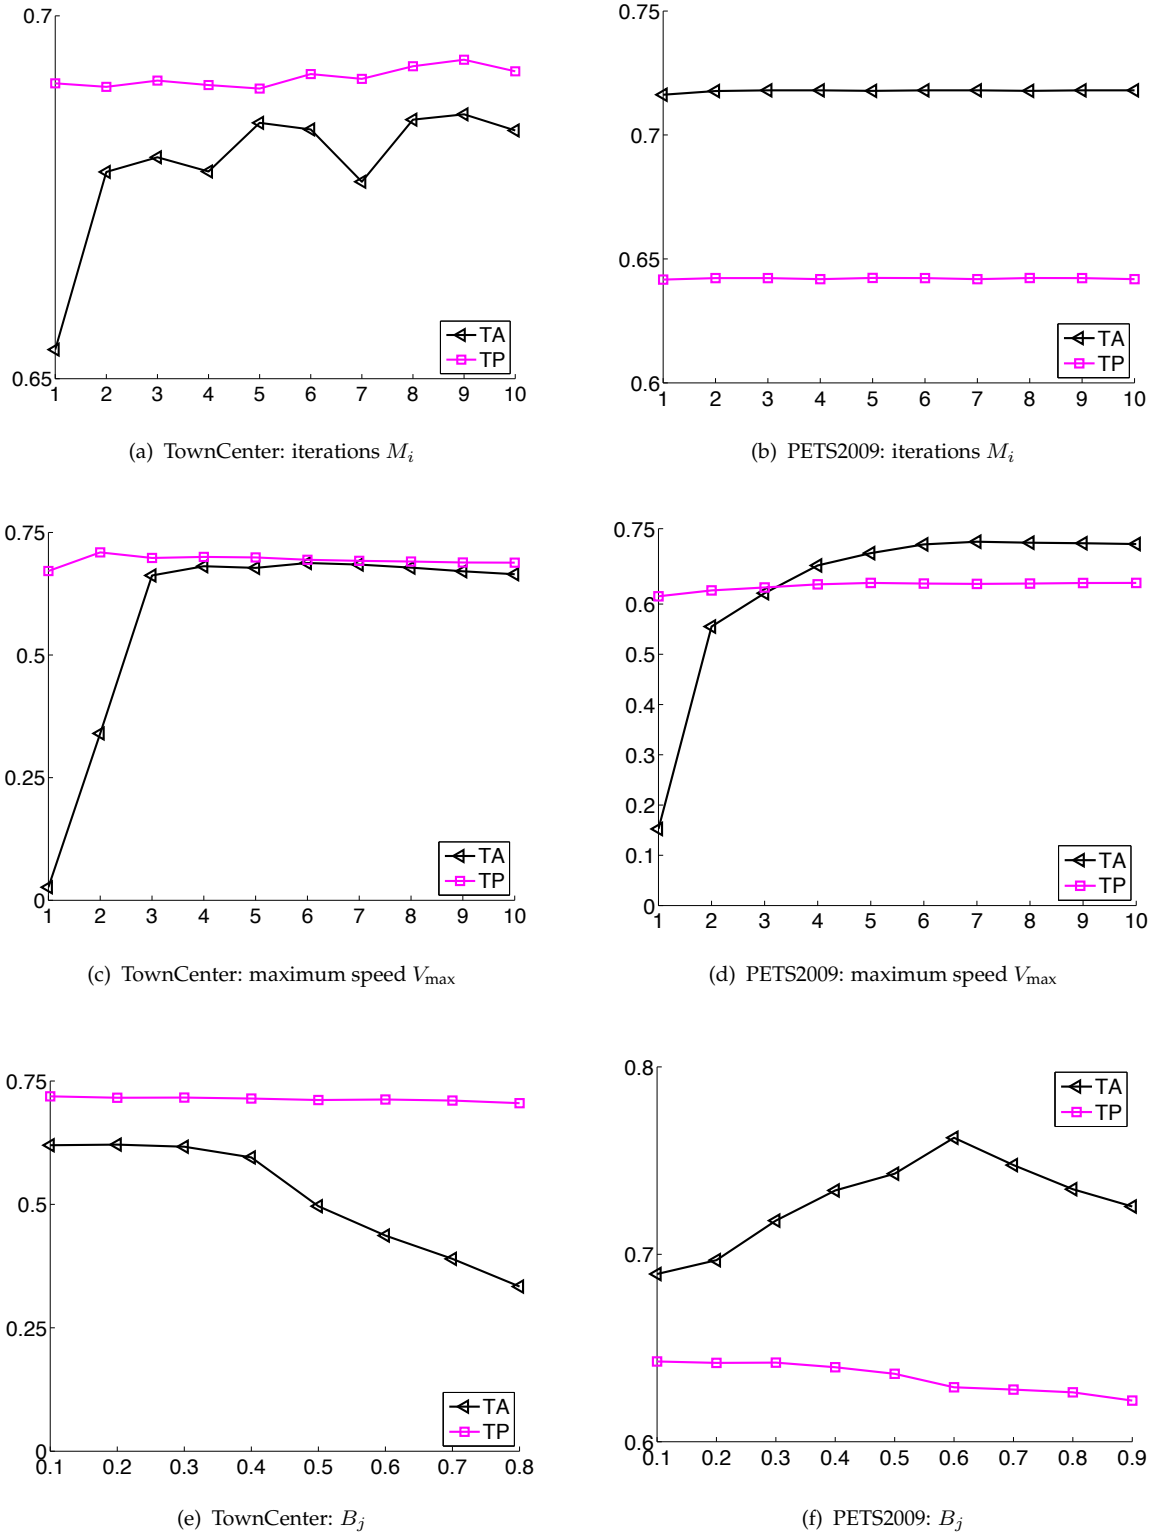 0.7
0.65
1 2 3 4 5 6 7 8 9 10
TA
TP
(a) TownCenter: iterations M_i
0.75
0.7
0.65
0.6
1 2 3 4 5 6 7 8 9 10
TA
TP
(b) PETS2009: iterations M_i
0.75
0.5
0.25
0
1 2 3 4 5 6 7 8 9 10
TA
TP
(c) TownCenter: maximum speed V_max
0.75
0.6
0.5
0.4
0.3
0.2
0.1
0
1 2 3 4 5 6 7 8 9 10
TA
TP
(d) PETS2009: maximum speed V_max
0.75
0.5
0.25
0
0.1 0.2 0.3 0.4 0.5 0.6 0.7 0.8
TA
TP
(e) TownCenter: B_j
0.8
0.7
0.6
0.1 0.2 0.3 0.4 0.5 0.6 0.7 0.8 0.9
TA
TP
(f) PETS2009: B_j